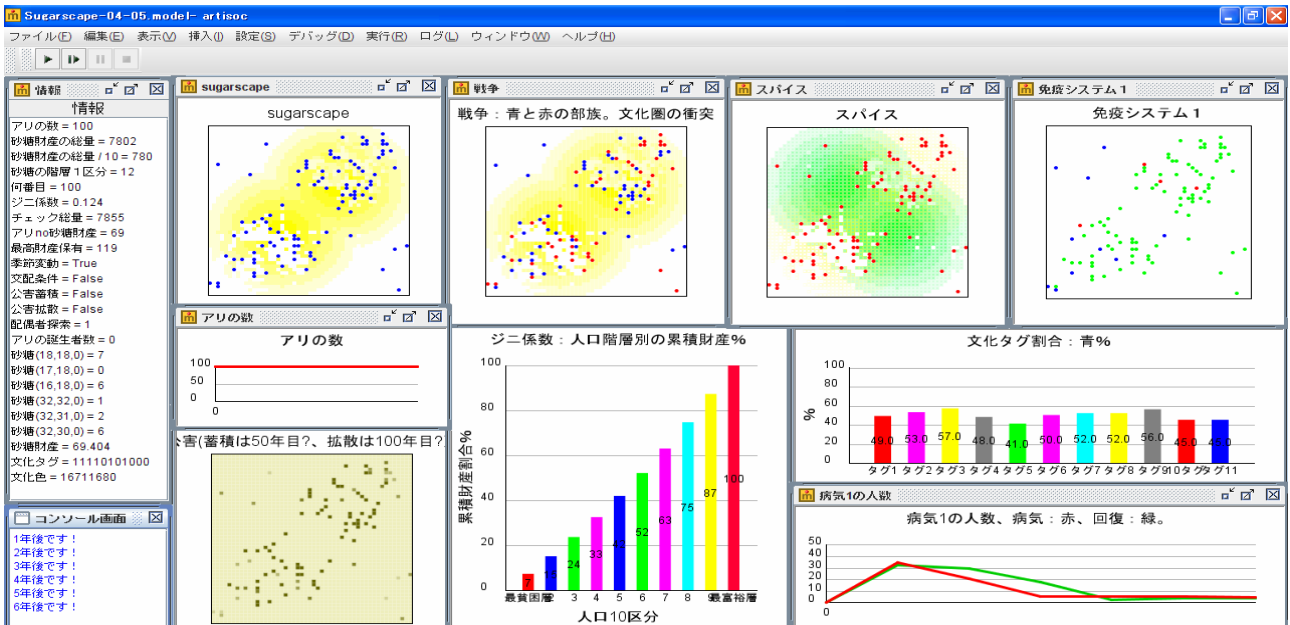 Sugarscape-04-05.model- artisoc
ファイル(F) 編集(E) 表示(V) 挿入(I) 設定(S) デバッグ(D) 実行(R) ログ(L) ウィンドウ(W) ヘルプ(H)
情報
情報
アリの数 = 100
砂糖財産の総量 = 7802
砂糖財産の総量 / 10 = 780
砂糖の階層 1 区分 = 12
何番目 = 100
ジニ係数 = 0.124
チェック総量 = 7855
アリno砂糖財産 = 69
最高財産保有 = 119
季節変動 = True
交配条件 = False
公害蓄積 = False
公害拡散 = False
配偶者探索 = 1
アリの誕生者数 = 0
砂糖(18,18,0) = 7
砂糖(17,18,0) = 0
砂糖(16,18,0) = 6
砂糖(32,32,0) = 1
砂糖(32,31,0) = 2
砂糖(32,30,0) = 6
砂糖財産 = 69.404
文化タグ = 11110101000
文化色 = 16711680
コンソール画面
1年後です!
2年後です!
3年後です!
4年後です!
5年後です!
6年後です!
sugarscape
sugarscape
戦争
戦争:青と赤の部族。文化圏の衝突
スパイス
スパイス
免疫システム1
免疫システム1
アリの数
アリの数
100
50
0
0
公害(蓄積は50年目?、拡散は100年目?
ジニ係数:人口階層別の累積財産%
累積財産割合%
100
80
60
40
20
0
7
15
24
33
42
52
63
75
87
100
最貧困層 2 3 4 5 6 7 8 9 最富裕層
人口10区分
文化タグ割合:青%
%
100
80
60
40
20
0
49.0 53.0 57.0 48.0 41.0 50.0 52.0 52.0 56.0 45.0
タグ1 タグ2 タグ3 タグ4 タグ5 タグ6 タグ7 タグ8 タグ9 タグ11
病気1の人数
病気1の人数、病気:赤、回復:緑。
50
40
30
20
10
0
0